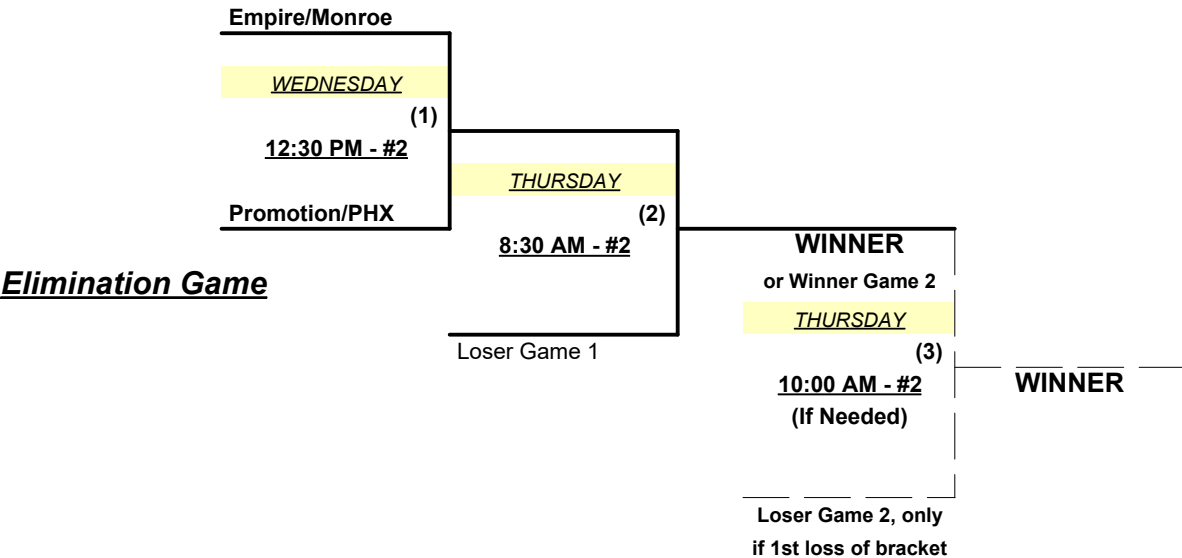 Empire/Monroe
WEDNESDAY
(1)
12:30 PM - #2
Promotion/PHX
THURSDAY
(2)
8:30 AM - #2
Elimination Game
Loser Game 1
WINNER
or Winner Game 2
THURSDAY
(3)
10:00 AM - #2
(If Needed)
WINNER
Loser Game 2, only
if 1st loss of bracket